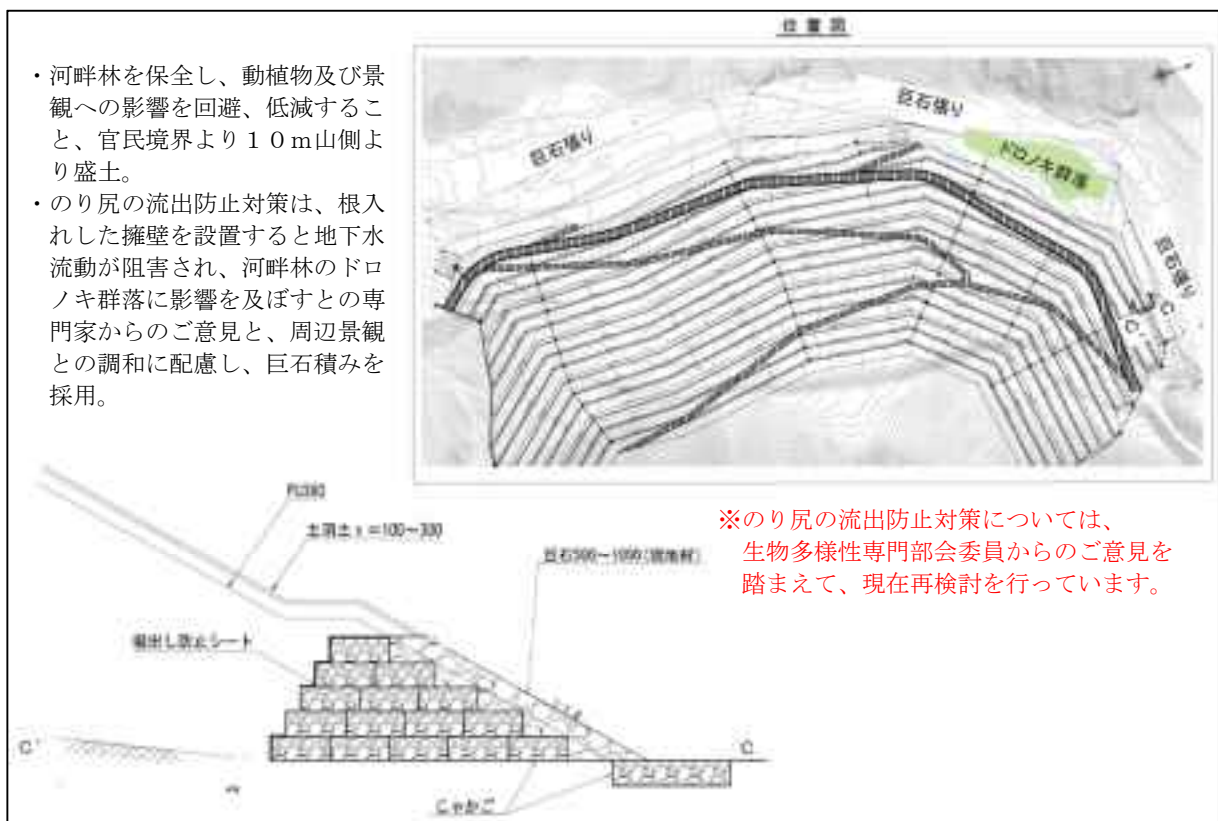 位置図
・河畔林を保全し、動植物及び景
観への影響を回避、低減するこ
と、官民境界より１０ｍ山側よ
り盛土。
・のり尻の流出防止対策は、根入
れした擁壁を設置すると地下水
流動が阻害され、河畔林のドロ
ノキ群落に影響を及ぼすとの専
門家からのご意見と、周辺景観
との調和に配慮し、巨石積みを
採用。
巨石張り
巨石張り
ドロノキ群落
巨石張り
※のり尻の流出防止対策については、
生物多様性専門部会委員からのご意見を
踏まえて、現在再検討を行っています。
吸出し防止シート
じゃかご
C'
C